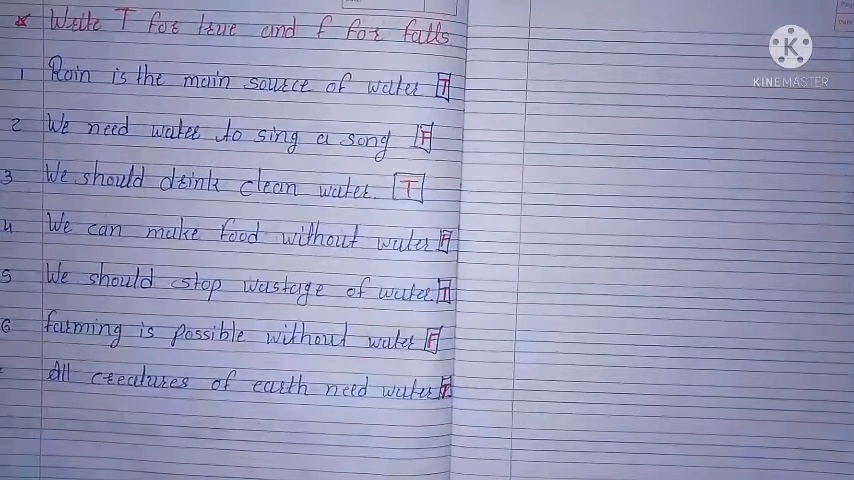 * Write T for true and f for falls
1 Rain is the main source of water T
2 We need water to sing a song F
3 We should drink clean water. T
4 We can make food without water F
5 We should stop wastage of water. T
6 farming is possible without water F
All creatures of earth need water T
K
KINEMASTER